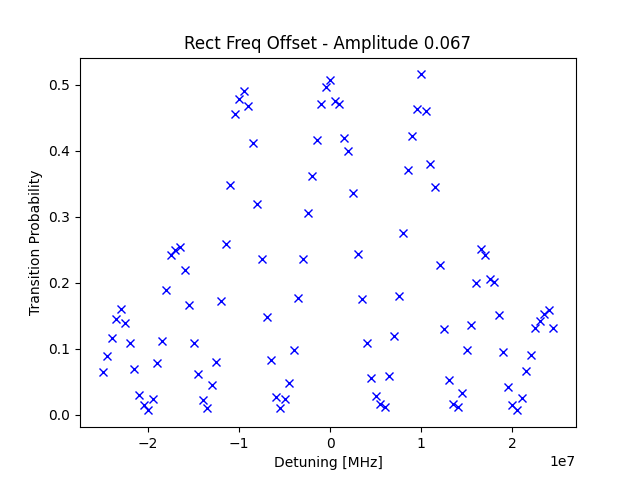 Rect Freq Offset - Amplitude 0.067
Transition Probability
0.5
0.4
0.3
0.2
0.1
0.0
−2
−1
0
1
2
1e7
Detuning [MHz]